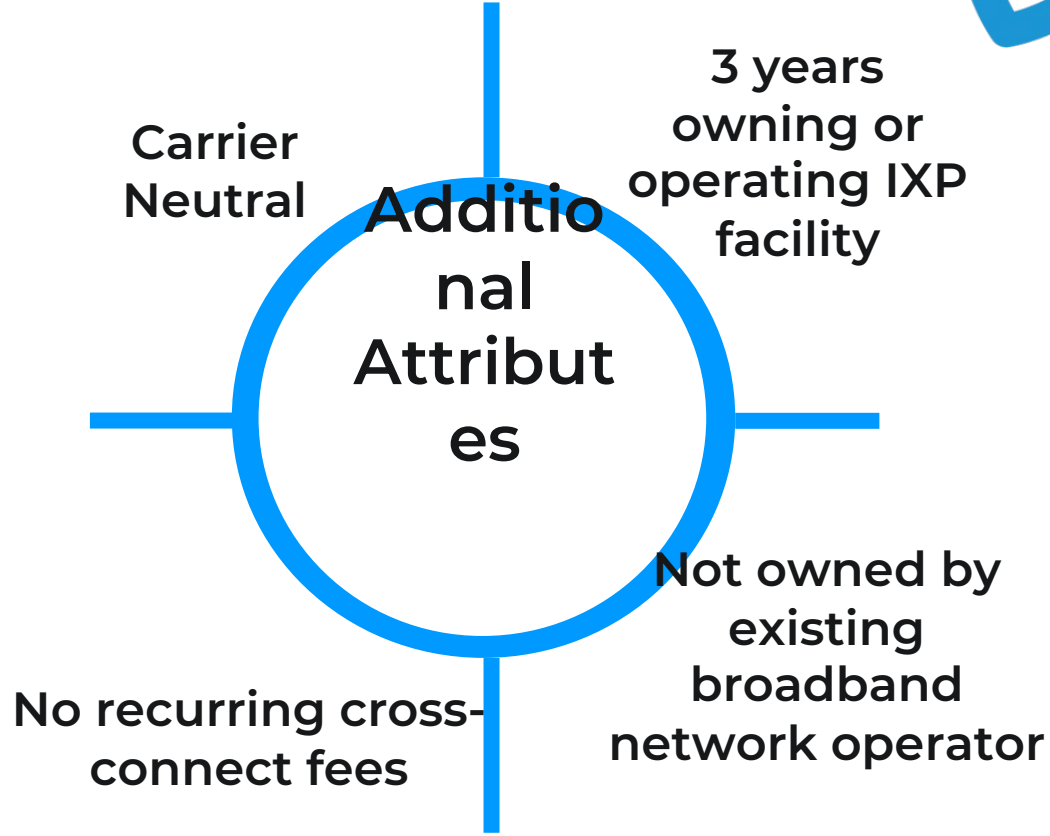 Carrier
Neutral
3 years
owning or
operating IXP
facility
Additio
nal
Attribut
es
No recurring cross-
connect fees
Not owned by
existing
broadband
network operator